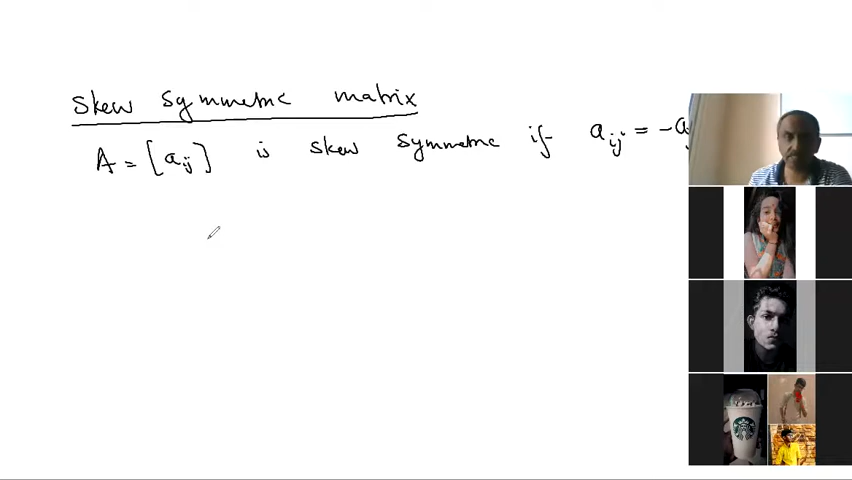 Skew symmetric matrix
A = [aij] is skew symmetric if aij = -a